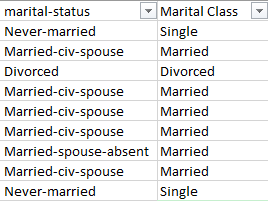 marital-status Marital Class
Never-married Single
Married-civ-spouse Married
Divorced Divorced
Married-civ-spouse Married
Married-civ-spouse Married
Married-civ-spouse Married
Married-spouse-absent Married
Married-civ-spouse Married
Never-married Single